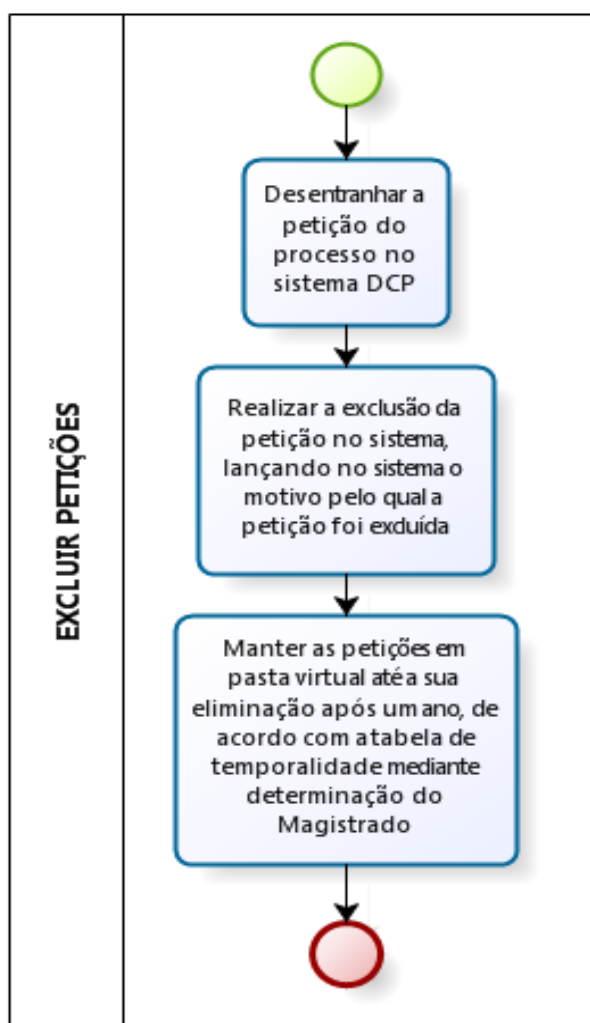 EXCLUIR PETIÇÕES
Desentranhar a
petição do
processo no
sistema DCP
Realizar a exclusão da
petição no sistema,
lançando no sistema o
motivo pelo qual a
petição foi excluída
Manter as petições em
pasta virtual até a sua
eliminação após um ano, de
acordo com a tabela de
temporalidade mediante
determinação do
Magistrado